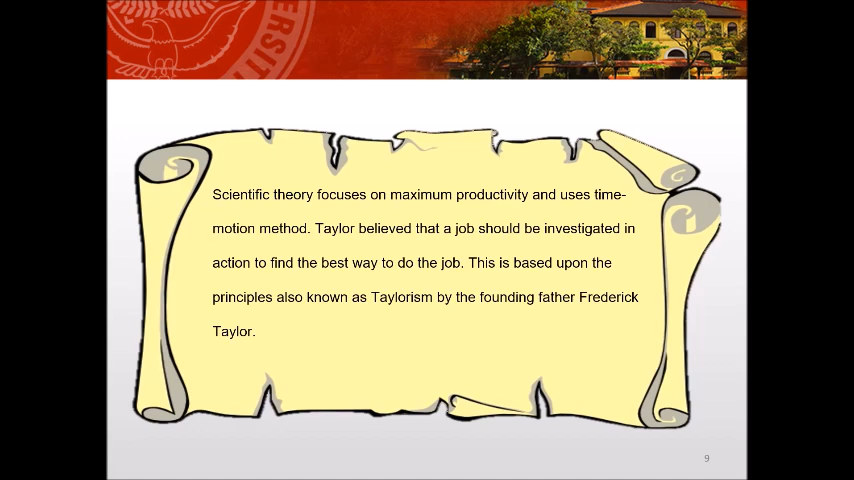 ERSIT
Scientific theory focuses on maximum productivity and uses time-
motion method. Taylor believed that a job should be investigated in
action to find the best way to do the job. This is based upon the
principles also known as Taylorism by the founding father Frederick
Taylor.
9